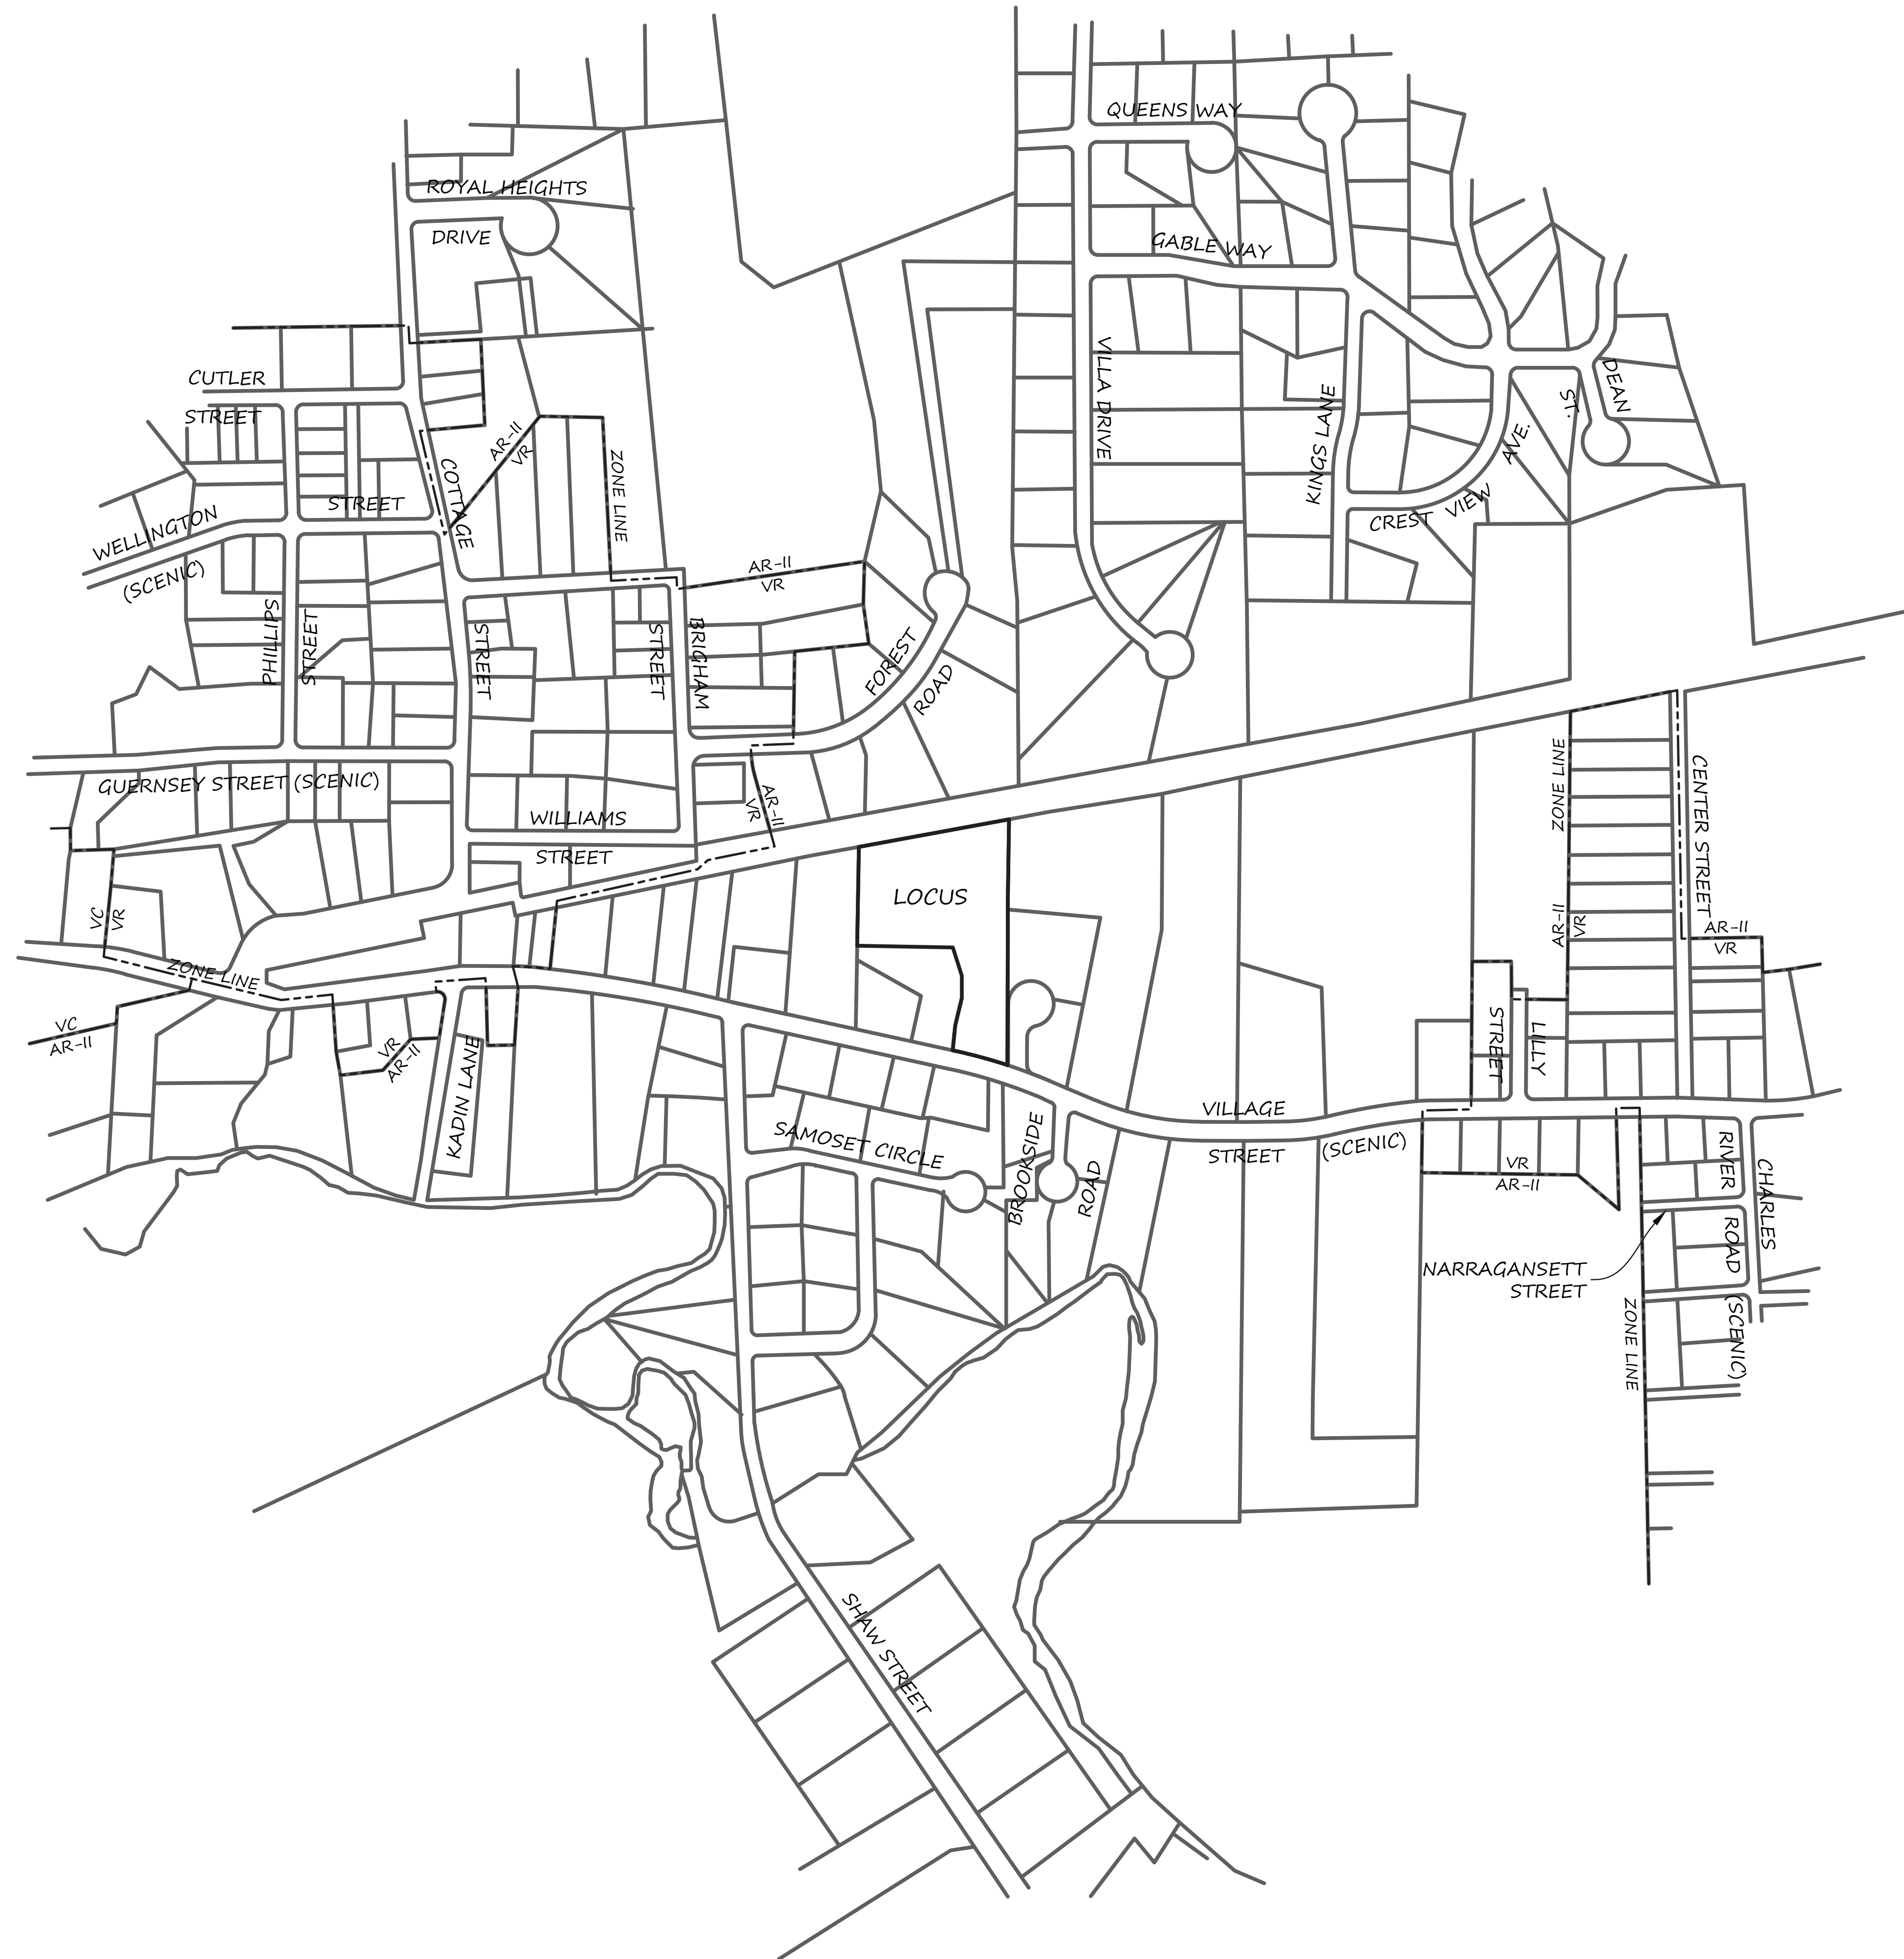 QUEENS WAY
ROYAL HEIGHTS
DRIVE
GABLE WAY
VILLA DRIVE
KINGS LANE
DEAN
ST.
CREST VIEW AVE.
CUTLER
STREET
STREET
WELLINGTON
(SCENIC)
COTTAGE
STREET
AR-II
VR
ZONE LINE
AR-II
VR
PHILLIPS
STREET
STREET
BRIGHAM
FOREST
ROAD
GUERNSEY STREET (SCENIC)
WILLIAMS
STREET
AR-II
VR
LOCUS
ZONE LINE
CENTER STREET
AR-II
VR
AR-II
VR
VC
VR
ZONE LINE
VC
AR-II
VR
AR-II
KADIN LANE
STREET
LILLY
VILLAGE
STREET
(SCENIC)
SAMOSET CIRCLE
BROOKSIDE
ROAD
VR
AR-II
RIVER
ROAD
(SCENIC)
CHARLES
NARRAGANSETT
STREET
ZONE LINE
SHAW STREET